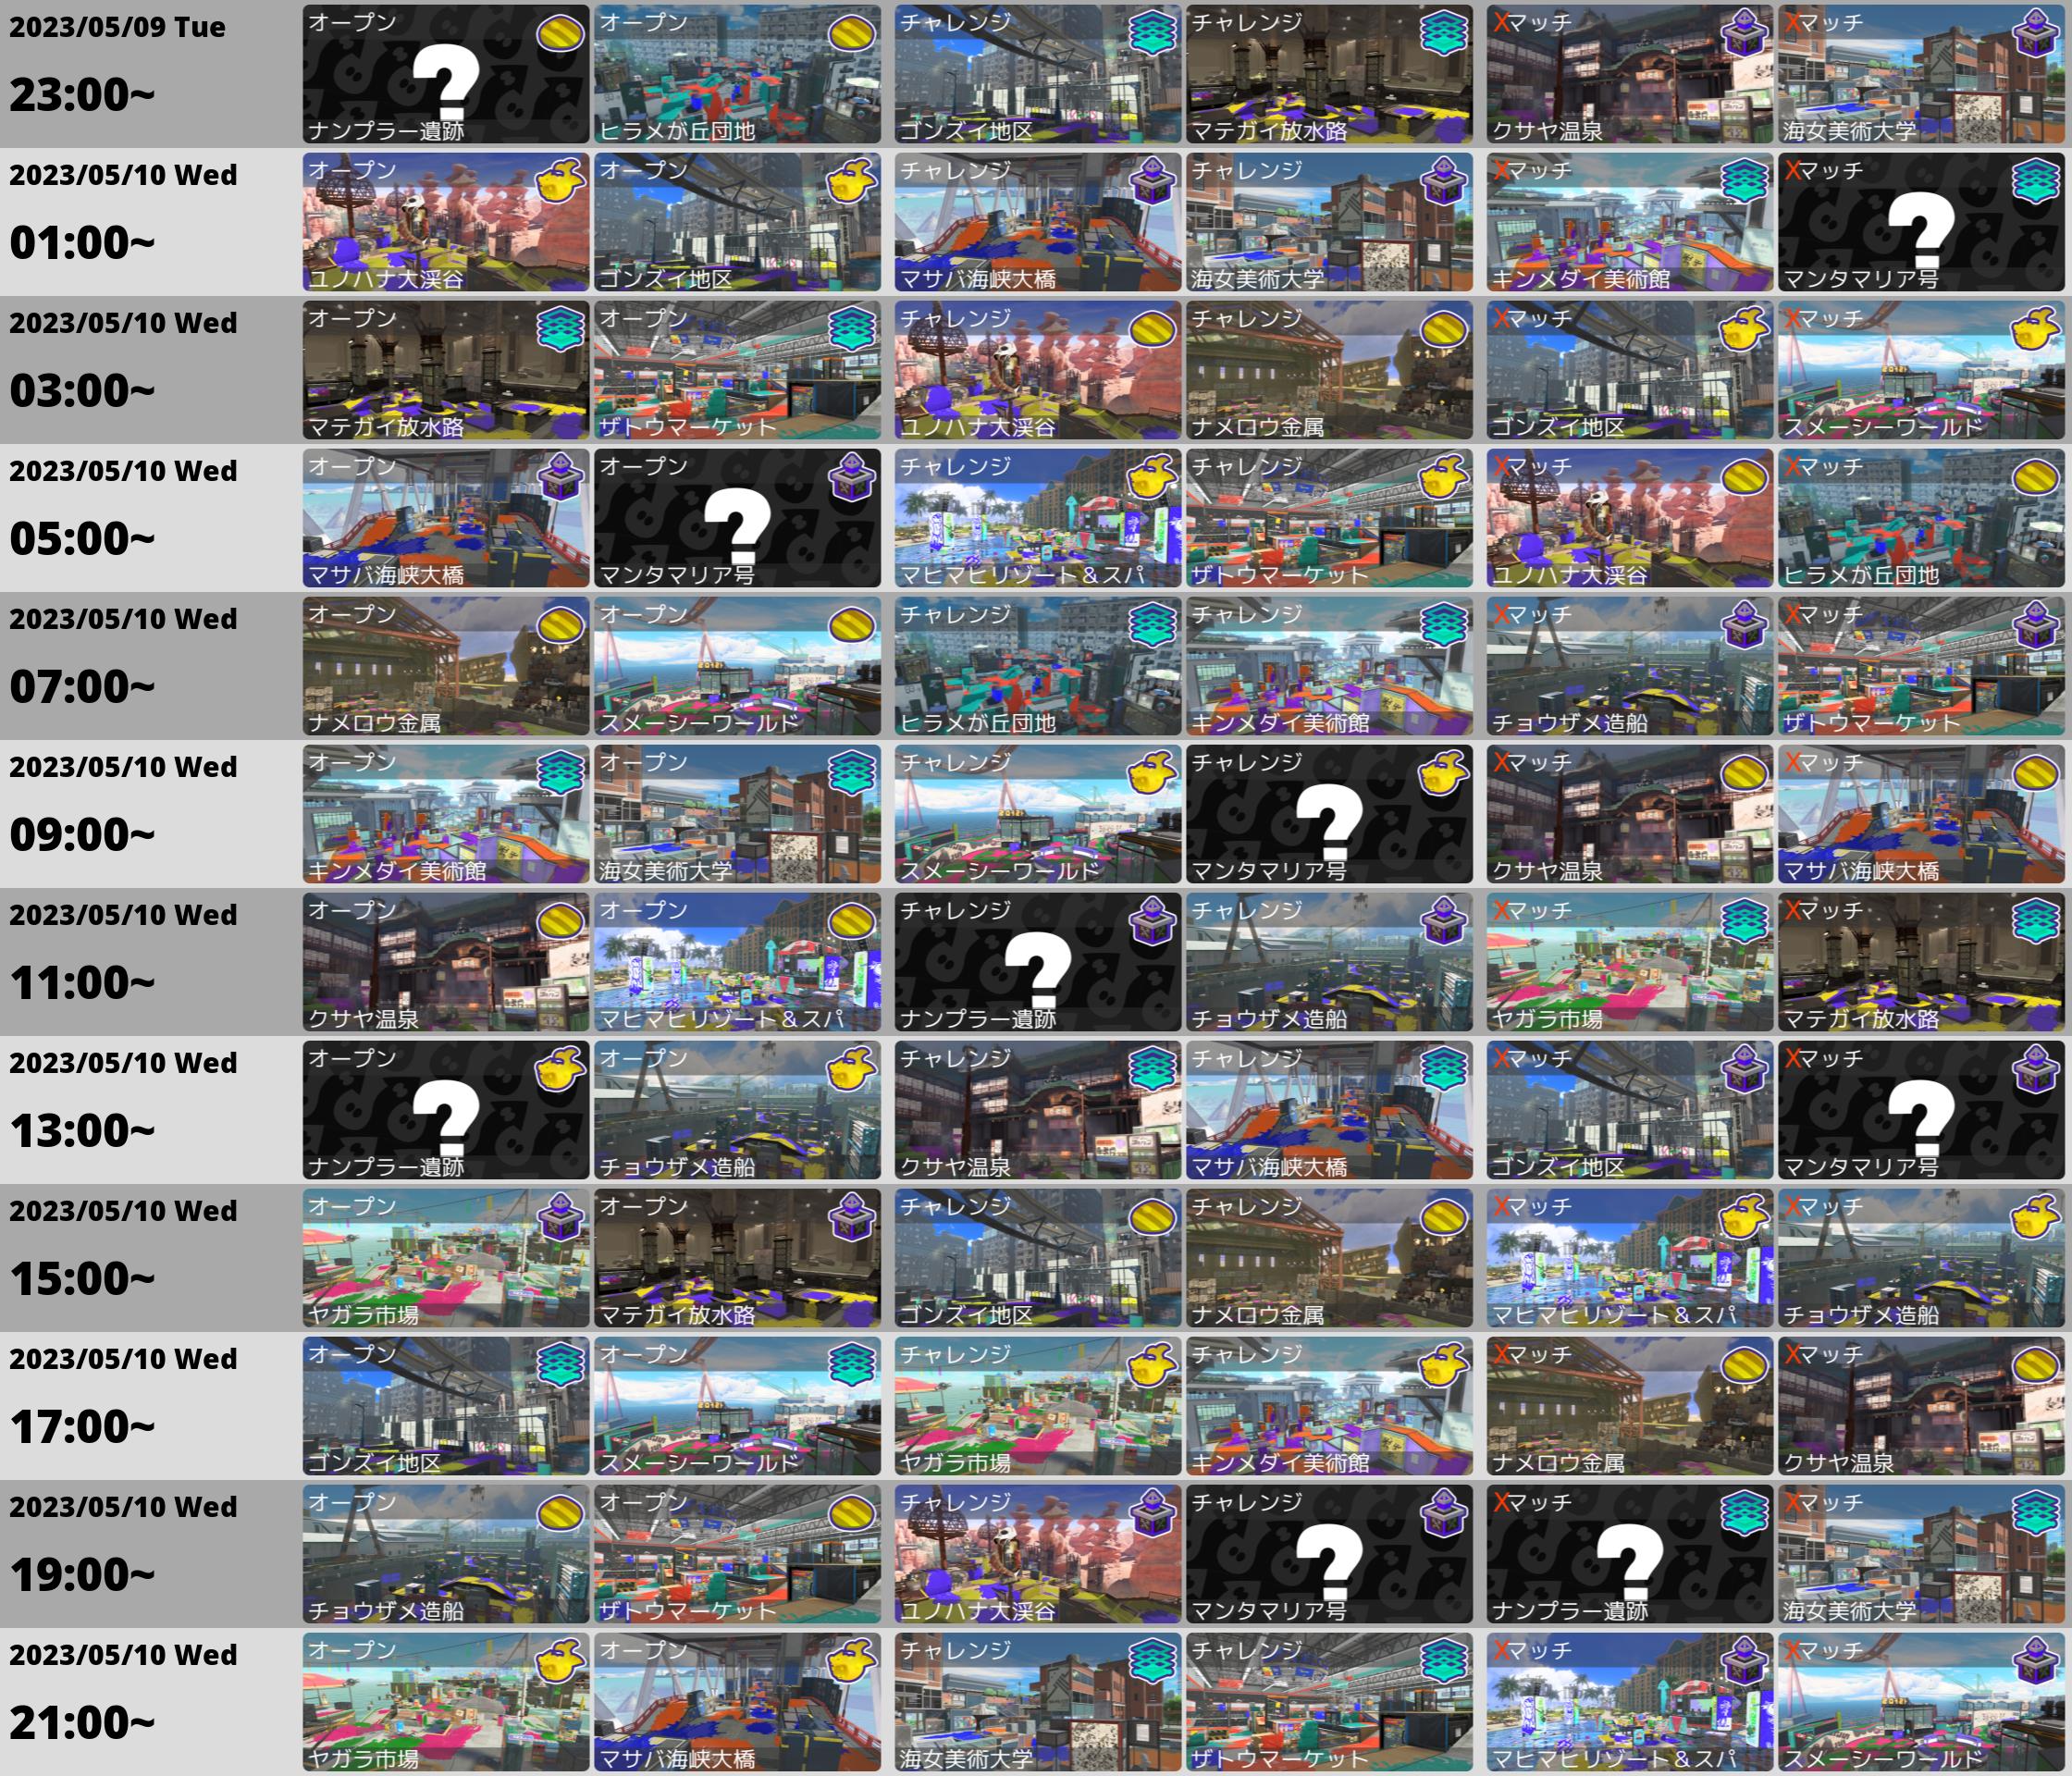 2023/05/09 Tue
23:00~
オープン オープン チャレンジ チャレンジ Xマッチ Xマッチ
ナンプラー遺跡 ヒラメが丘団地 ゴンズイ地区 マテガイ放水路 クサヤ温泉 海女美術大学
2023/05/10 Wed
01:00~
オープン オープン チャレンジ チャレンジ Xマッチ Xマッチ
ユノハナ大渓谷 ゴンズイ地区 マサバ海峡大橋 海女美術大学 キンメダイ美術館 マンタマリア号
2023/05/10 Wed
03:00~
オープン オープン チャレンジ チャレンジ Xマッチ Xマッチ
マテガイ放水路 ザトウマーケット ユノハナ大渓谷 ナメロウ金属 ゴンズイ地区 スメーシーワールド
2023/05/10 Wed
05:00~
オープン オープン チャレンジ チャレンジ Xマッチ Xマッチ
マサバ海峡大橋 マンタマリア号 マヒマヒリゾート&スパ ザトウマーケット ユノハナ大渓谷 ヒラメが丘団地
2023/05/10 Wed
07:00~
オープン オープン チャレンジ チャレンジ Xマッチ Xマッチ
ナメロウ金属 スメーシーワールド ヒラメが丘団地 キンメダイ美術館 チョウザメ造船 ザトウマーケット
2023/05/10 Wed
09:00~
オープン オープン チャレンジ チャレンジ Xマッチ Xマッチ
キンメダイ美術館 海女美術大学 スメーシーワールド マンタマリア号 クサヤ温泉 マサバ海峡大橋
2023/05/10 Wed
11:00~
オープン オープン チャレンジ チャレンジ Xマッチ Xマッチ
クサヤ温泉 マヒマヒリゾート&スパ ナンプラー遺跡 チョウザメ造船 ヤガラ市場 マテガイ放水路
2023/05/10 Wed
13:00~
オープン オープン チャレンジ チャレンジ Xマッチ Xマッチ
ナンプラー遺跡 チョウザメ造船 クサヤ温泉 マサバ海峡大橋 ゴンズイ地区 マンタマリア号
2023/05/10 Wed
15:00~
オープン オープン チャレンジ チャレンジ Xマッチ Xマッチ
ヤガラ市場 マテガイ放水路 ゴンズイ地区 ナメロウ金属 マヒマヒリゾート&スパ チョウザメ造船
2023/05/10 Wed
17:00~
オープン オープン チャレンジ チャレンジ Xマッチ Xマッチ
ゴンズイ地区 スメーシーワールド ヤガラ市場 キンメダイ美術館 ナメロウ金属 クサヤ温泉
2023/05/10 Wed
19:00~
オープン オープン チャレンジ チャレンジ Xマッチ Xマッチ
チョウザメ造船 ザトウマーケット ユノハナ大渓谷 マンタマリア号 ナンプラー遺跡 海女美術大学
2023/05/10 Wed
21:00~
オープン オープン チャレンジ チャレンジ Xマッチ Xマッチ
ヤガラ市場 マサバ海峡大橋 海女美術大学 ザトウマーケット マヒマヒリゾート&スパ スメーシーワールド